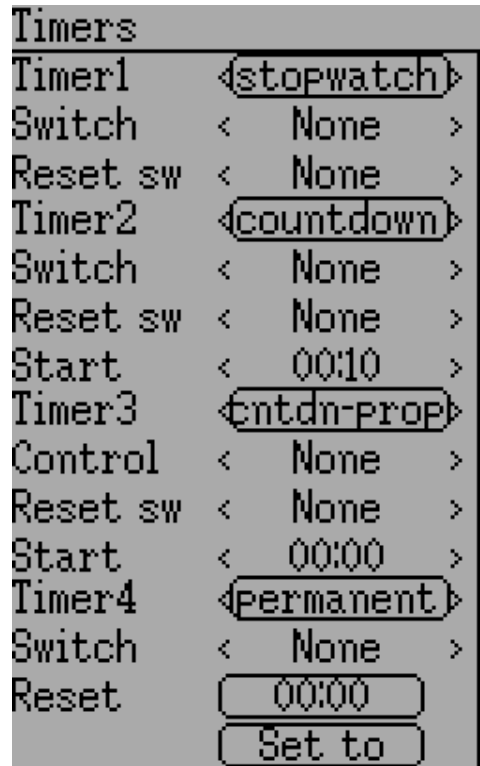 Timers
Timer1 stopwatch
Switch < None >
Reset sw < None >
Timer2 countdown
Switch < None >
Reset sw < None >
Start < 00:10 >
Timer3 cntdn-prop
Control < None >
Reset sw < None >
Start < 00:00 >
Timer4 permanent
Switch < None >
Reset 00:00
Set to